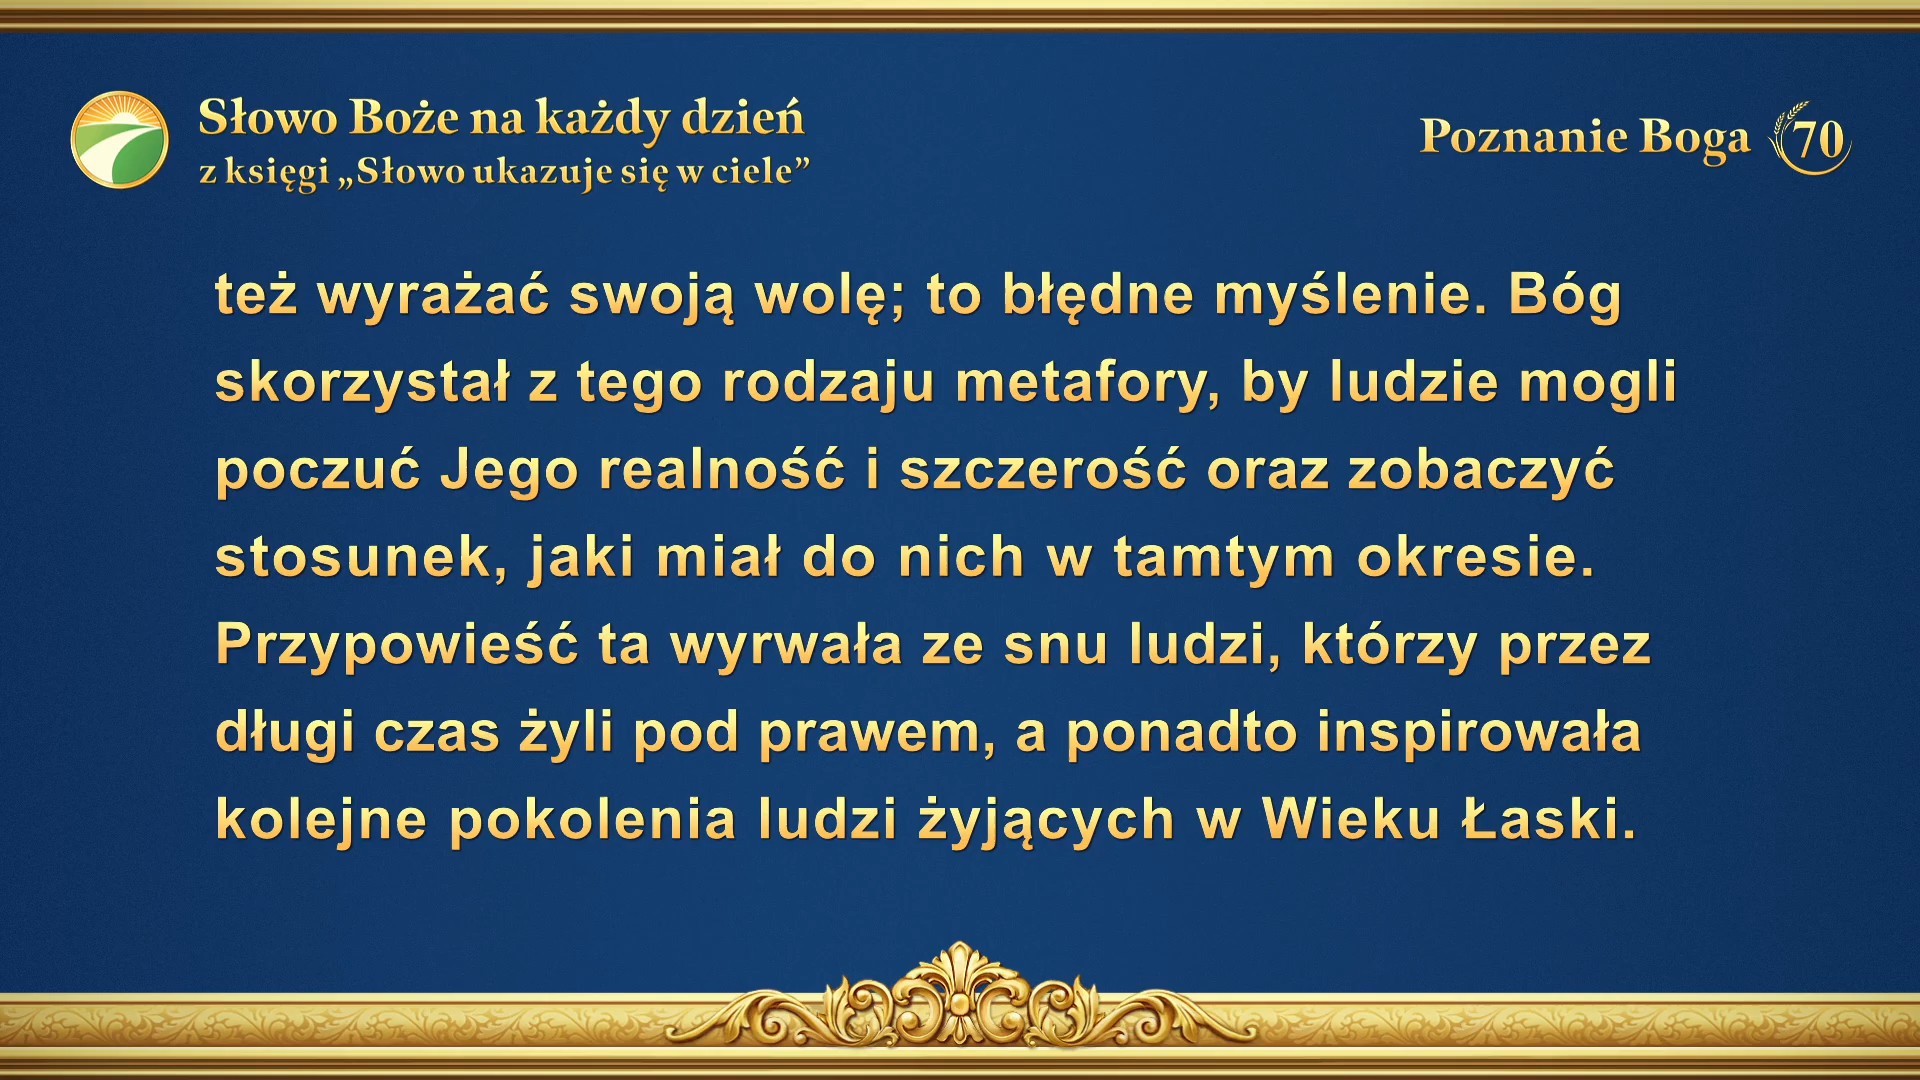 Słowo Boże na każdy dzień
z księgi „Słowo ukazuje się w ciele”
Poznanie Boga 70
też wyrażać swoją wolę; to błędne myślenie. Bóg
skorzystał z tego rodzaju metafory, by ludzie mogli
poczuć Jego realność i szczerość oraz zobaczyć
stosunek, jaki miał do nich w tamtym okresie.
Przypowieść ta wyrwała ze snu ludzi, którzy przez
długi czas żyli pod prawem, a ponadto inspirowała
kolejne pokolenia ludzi żyjących w Wieku Łaski.